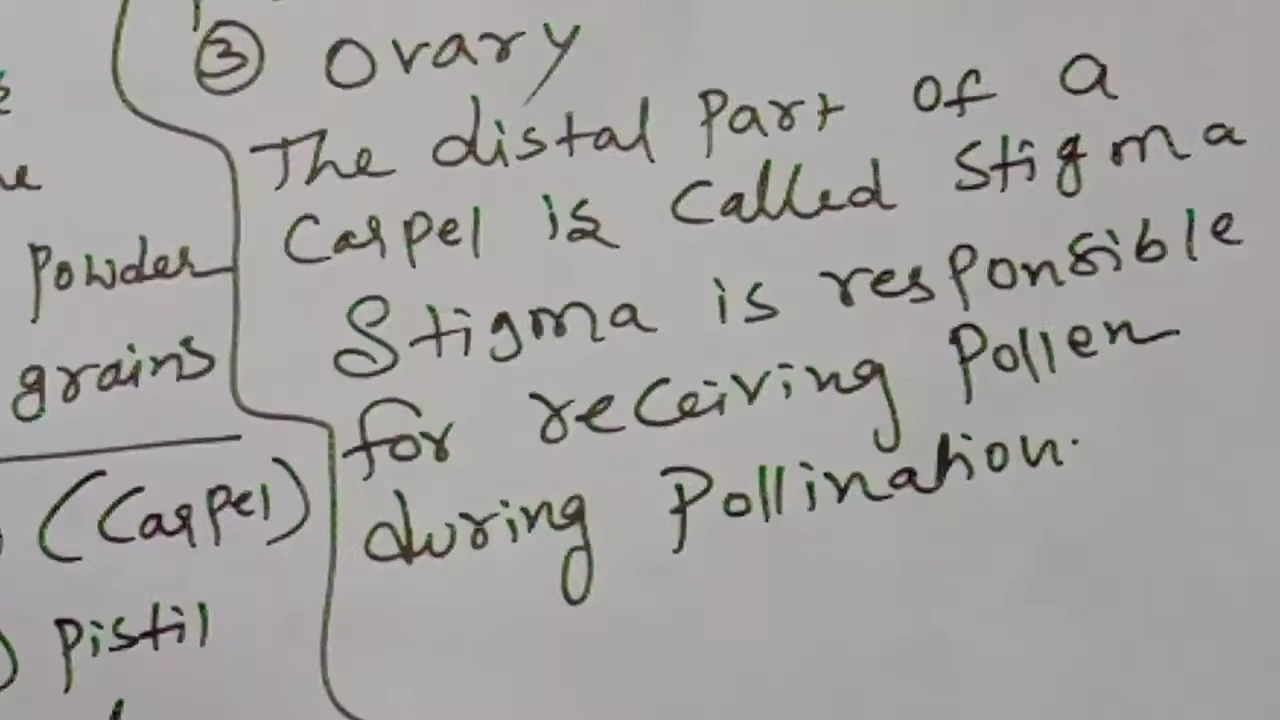 ③ Ovary
The distal Part of a
Carpel is Called Stigma
Stigma is responsible
for receiving Pollen
during Pollination.
Powder
grains
(Carpel)
) Pistil